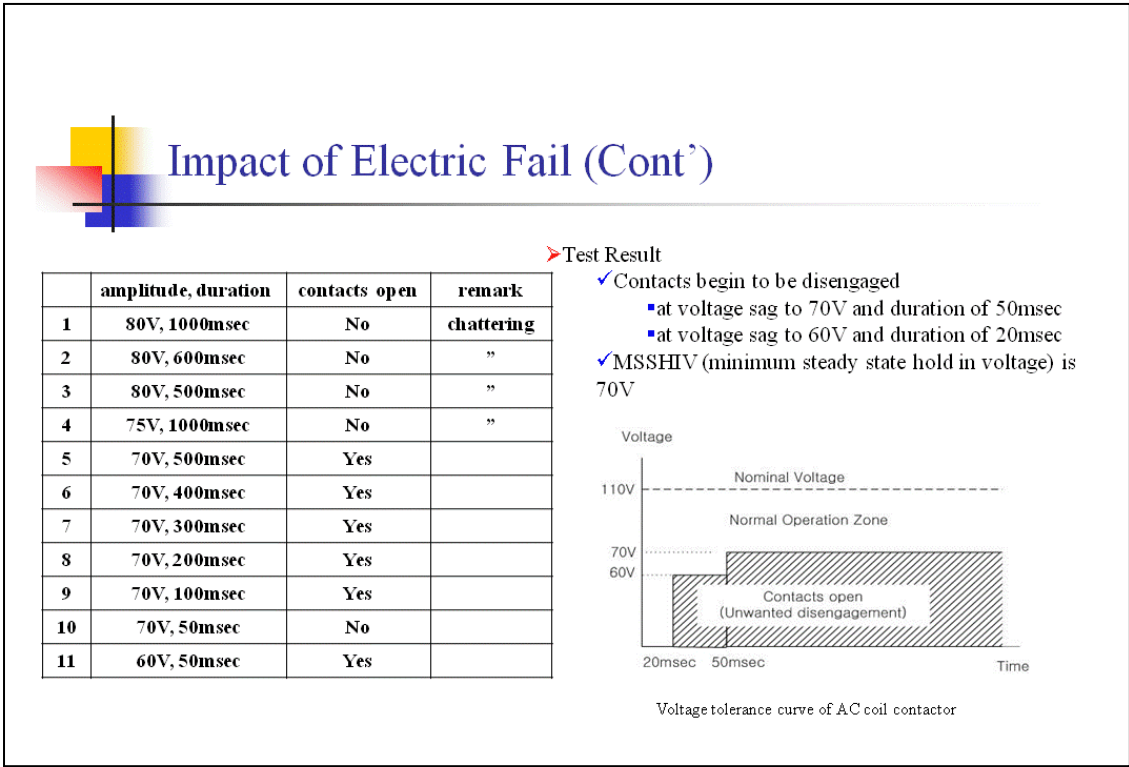 Impact of Electric Fail (Cont’)
amplitude, duration contacts open remark
1 80V, 1000msec No chattering
2 80V, 600msec No ”
3 80V, 500msec No ”
4 75V, 1000msec No ”
5 70V, 500msec Yes
6 70V, 400msec Yes
7 70V, 300msec Yes
8 70V, 200msec Yes
9 70V, 100msec Yes
10 70V, 50msec No
11 60V, 50msec Yes
➢Test Result
✓Contacts begin to be disengaged
▪at voltage sag to 70V and duration of 50msec
▪at voltage sag to 60V and duration of 20msec
✓MSSHIV (minimum steady state hold in voltage) is
70V
Voltage
Nominal Voltage
110V
Normal Operation Zone
70V
60V
Contacts open
(Unwanted disengagement)
20msec 50msec
Time
Voltage tolerance curve of AC coil contactor